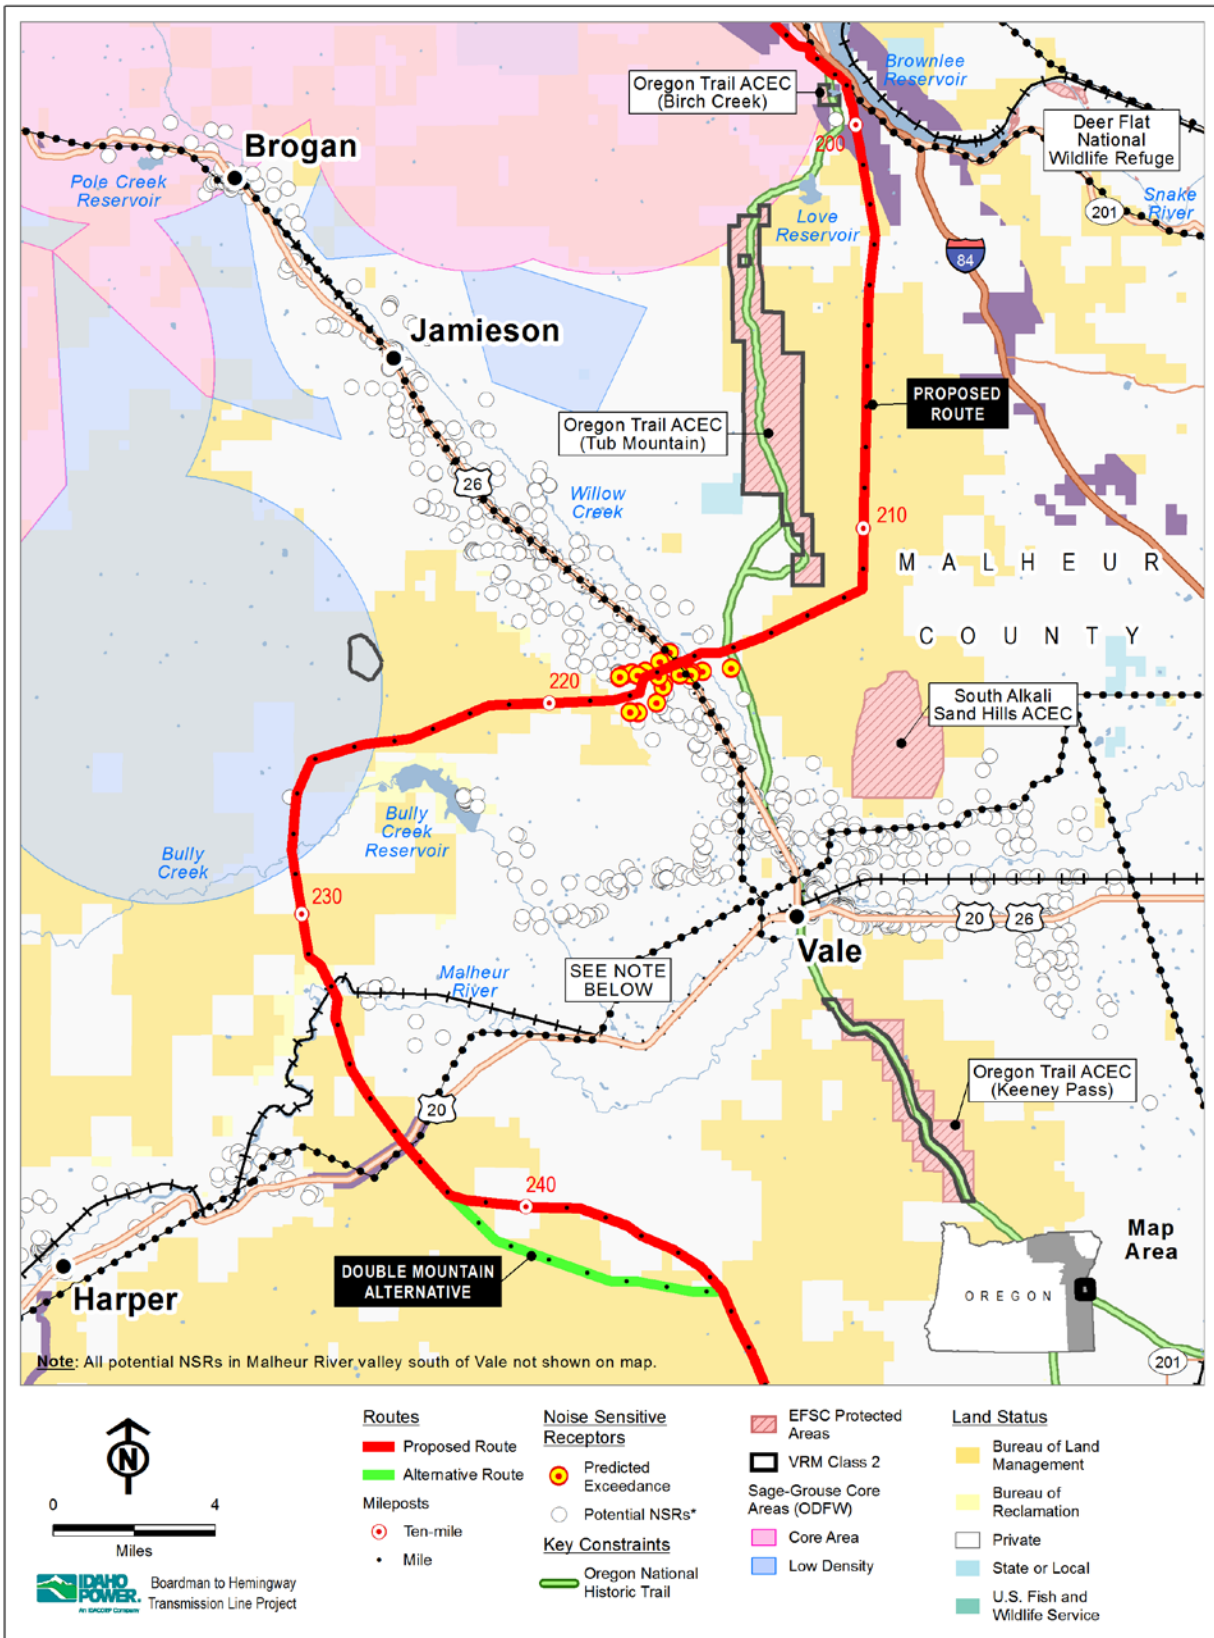 Oregon Trail ACEC
(Birch Creek)
Brownlee
Reservoir
Deer Flat
National
Wildlife Refuge
Brogan
Pole Creek
Reservoir
200
Love
Reservoir
201
Snake
River
84
Jamieson
PROPOSED
ROUTE
Oregon Trail ACEC
(Tub Mountain)
26
Willow
Creek
210
MALHEUR
COUNTY
220
South Alkali
Sand Hills ACEC
Bully
Creek
Reservoir
Bully
Creek
230
20
26
Vale
Malheur
River
SEE NOTE
BELOW
Oregon Trail ACEC
(Keeney Pass)
20
240
Map
Area
DOUBLE MOUNTAIN
ALTERNATIVE
OREGON
Harper
201
Note: All potential NSRs in Malheur River valley south of Vale not shown on map.
N
0 4
Miles
IDAHO
POWER.
An IDACORP Company
Boardman to Hemingway
Transmission Line Project
Routes
Proposed Route
Alternative Route
Mileposts
Ten-mile
Mile
Noise Sensitive
Receptors
Predicted
Exceedance
Potential NSRs*
Key Constraints
Oregon National
Historic Trail
EFSC Protected
Areas
VRM Class 2
Sage-Grouse Core
Areas (ODFW)
Core Area
Low Density
Land Status
Bureau of Land
Management
Bureau of
Reclamation
Private
State or Local
U.S. Fish and
Wildlife Service